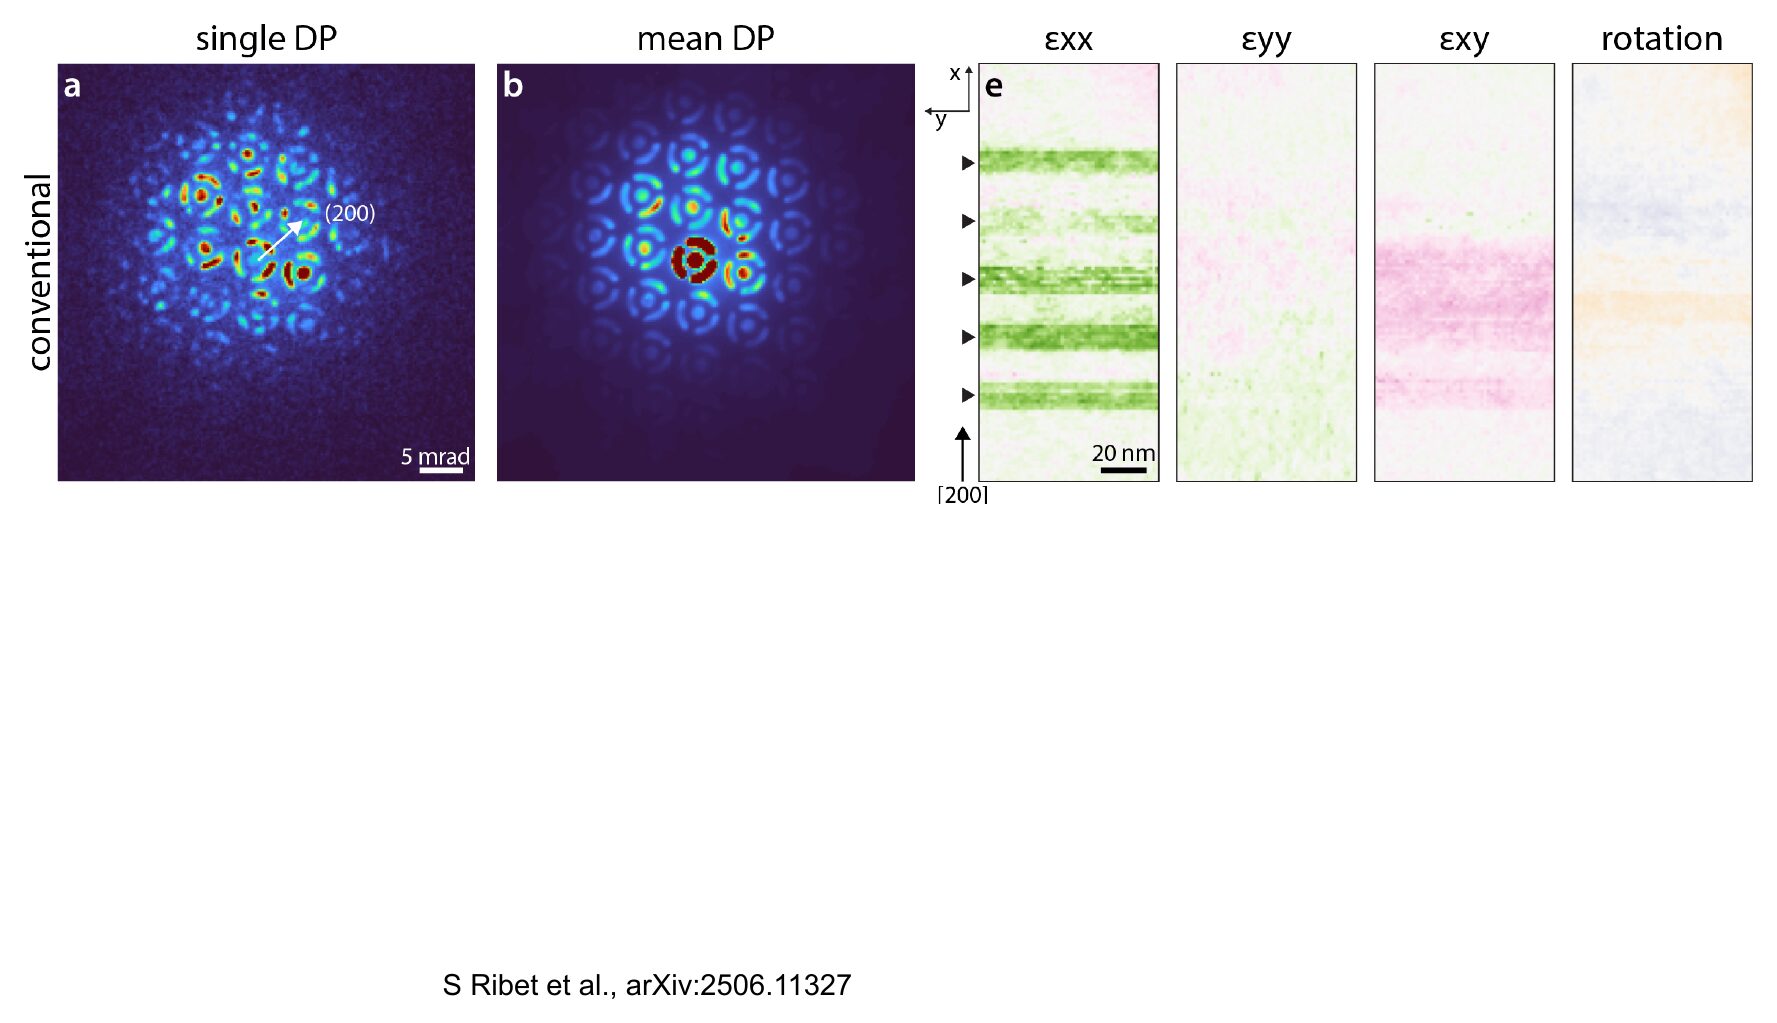 single DP
mean DP
εxx
εyy
εxy
rotation
a
b
x
y
e
conventional
(200)
5 mrad
20 nm
[200]
S Ribet et al., arXiv:2506.11327